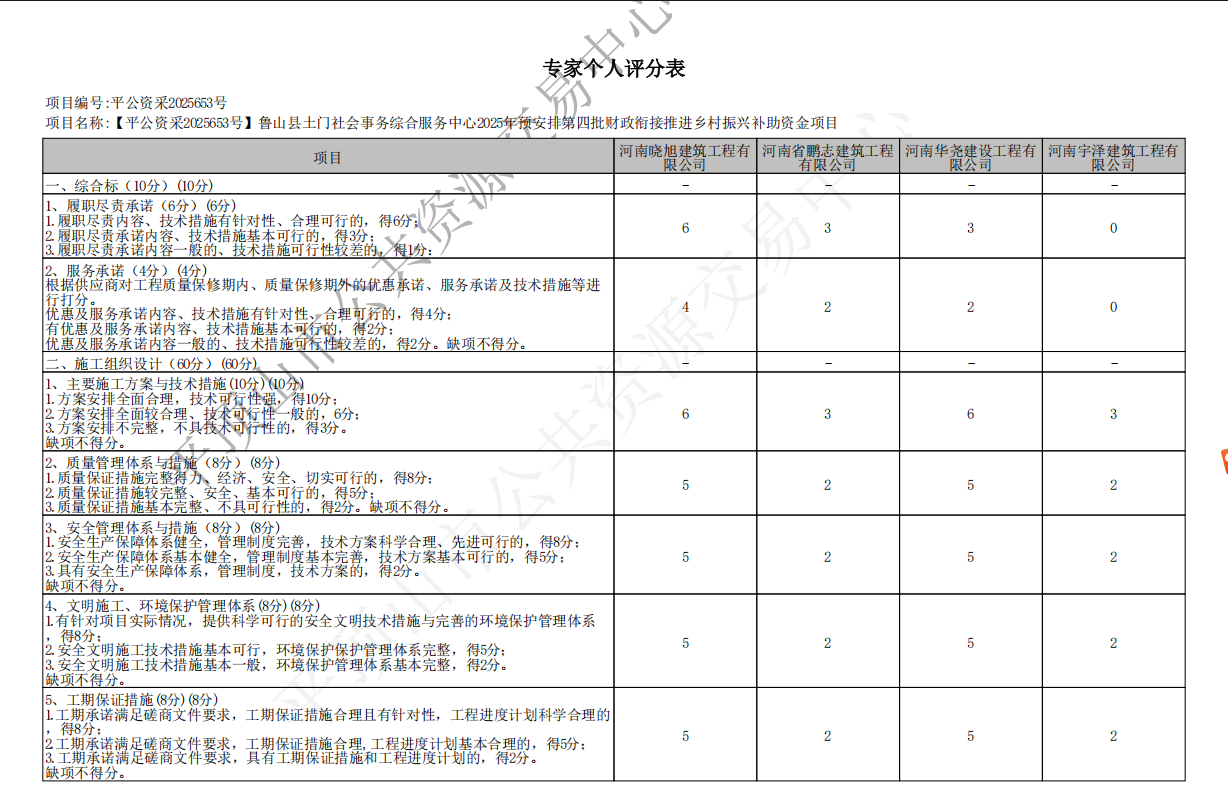 专家个人评分表
项目编号:平公资采2025653号
项目名称:【平公资采2025653号】鲁山县土门社会事务综合服务中心2025年预安排第四批财政衔接推进乡村振兴补助资金项目
项目
河南晓旭建筑工程有
限公司
河南省鹏志建筑工程
有限公司
河南华尧建设工程有
限公司
河南宇泽建筑工程有
限公司
一、综合标（10分）(10分)
- - - -
1、履职尽责承诺（6分）(6分)
1.履职尽责内容、技术措施有针对性、合理可行的，得6分；
2.履职尽责承诺内容、技术措施基本可行的，得3分；
3.履职尽责承诺内容一般的、技术措施可行性较差的，得1分；
6 3 3 0
2、服务承诺（4分）(4分)
根据供应商对工程质量保修期内、质量保修期外的优惠承诺、服务承诺及技术措施等进
行打分。
优惠及服务承诺内容、技术措施有针对性、合理可行的，得4分；
有优惠及服务承诺内容、技术措施基本可行的，得2分；
优惠及服务承诺内容一般的、技术措施可行性较差的，得2分。缺项不得分。
4 2 2 0
二、施工组织设计（60分）(60分)
- - - -
1、主要施工方案与技术措施(10分)(10分)
1.方案安排全面合理，技术可行性强，得10分；
2.方案安排全面较合理、技术可行性一般的，6分；
3.方案安排不完整，不具技术可行性的，得3分。
缺项不得分。
6 3 6 3
2、质量管理体系与措施（8分）(8分)
1.质量保证措施完整得力、经济、安全、切实可行的，得8分；
2.质量保证措施较完整、安全、基本可行的，得5分；
3.质量保证措施基本完整、不具可行性的，得2分。缺项不得分。
5 2 5 2
3、安全管理体系与措施（8分）(8分)
1.安全生产保障体系健全，管理制度完善，技术方案科学合理、先进可行的，得8分；
2.安全生产保障体系基本健全，管理制度基本完善，技术方案基本可行的，得5分；
3.具有安全生产保障体系，管理制度，技术方案的，得2分。
缺项不得分。
5 2 5 2
4、文明施工、环境保护管理体系(8分)(8分)
1.有针对项目实际情况，提供科学可行的安全文明技术措施与完善的环境保护管理体系
，得8分；
2.安全文明施工技术措施基本可行，环境保护保护管理体系完整，得5分；
3.安全文明施工技术措施基本一般，环境保护管理体系基本完整，得2分。
缺项不得分。
5 2 5 2
5、工期保证措施(8分)(8分)
1.工期承诺满足磋商文件要求，工期保证措施合理且有针对性，工程进度计划科学合理的
，得8分；
2.工期承诺满足磋商文件要求，工期保证措施合理,工程进度计划基本合理的，得5分；
3.工期承诺满足磋商文件要求，具有工期保证措施和工程进度计划的，得2分。
缺项不得分。
5 2 5 2
平顶山市公共资源交易中心
平顶山市公共资源交易中心